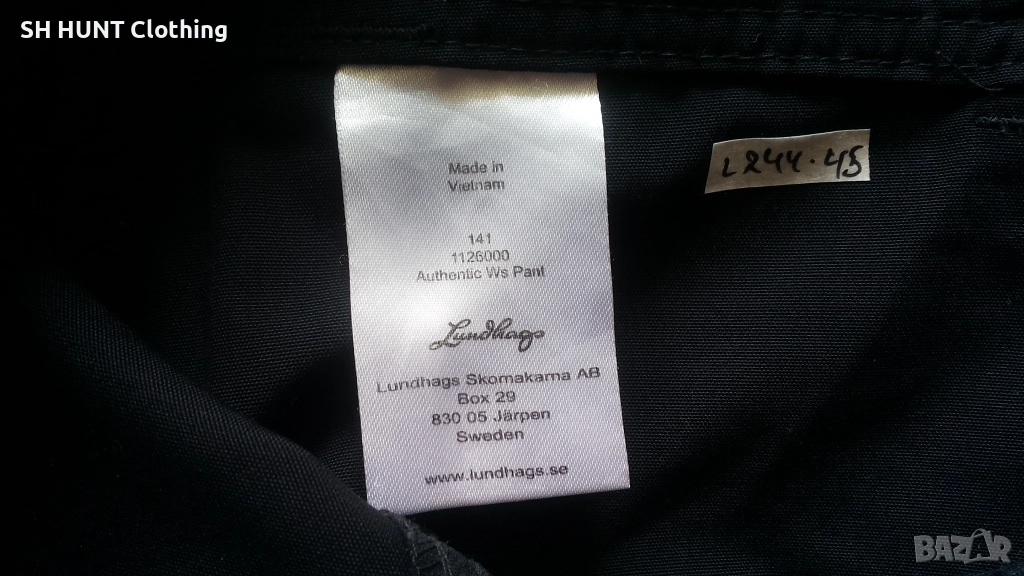 SH HUNT Clothing
Made in
Vietnam
141
1126000
Authentic Ws Pant
Lundhags
Lundhags Skomakarna AB
Box 29
830 05 Järpen
Sweden
www.lundhags.se
L244.45
BAZAR